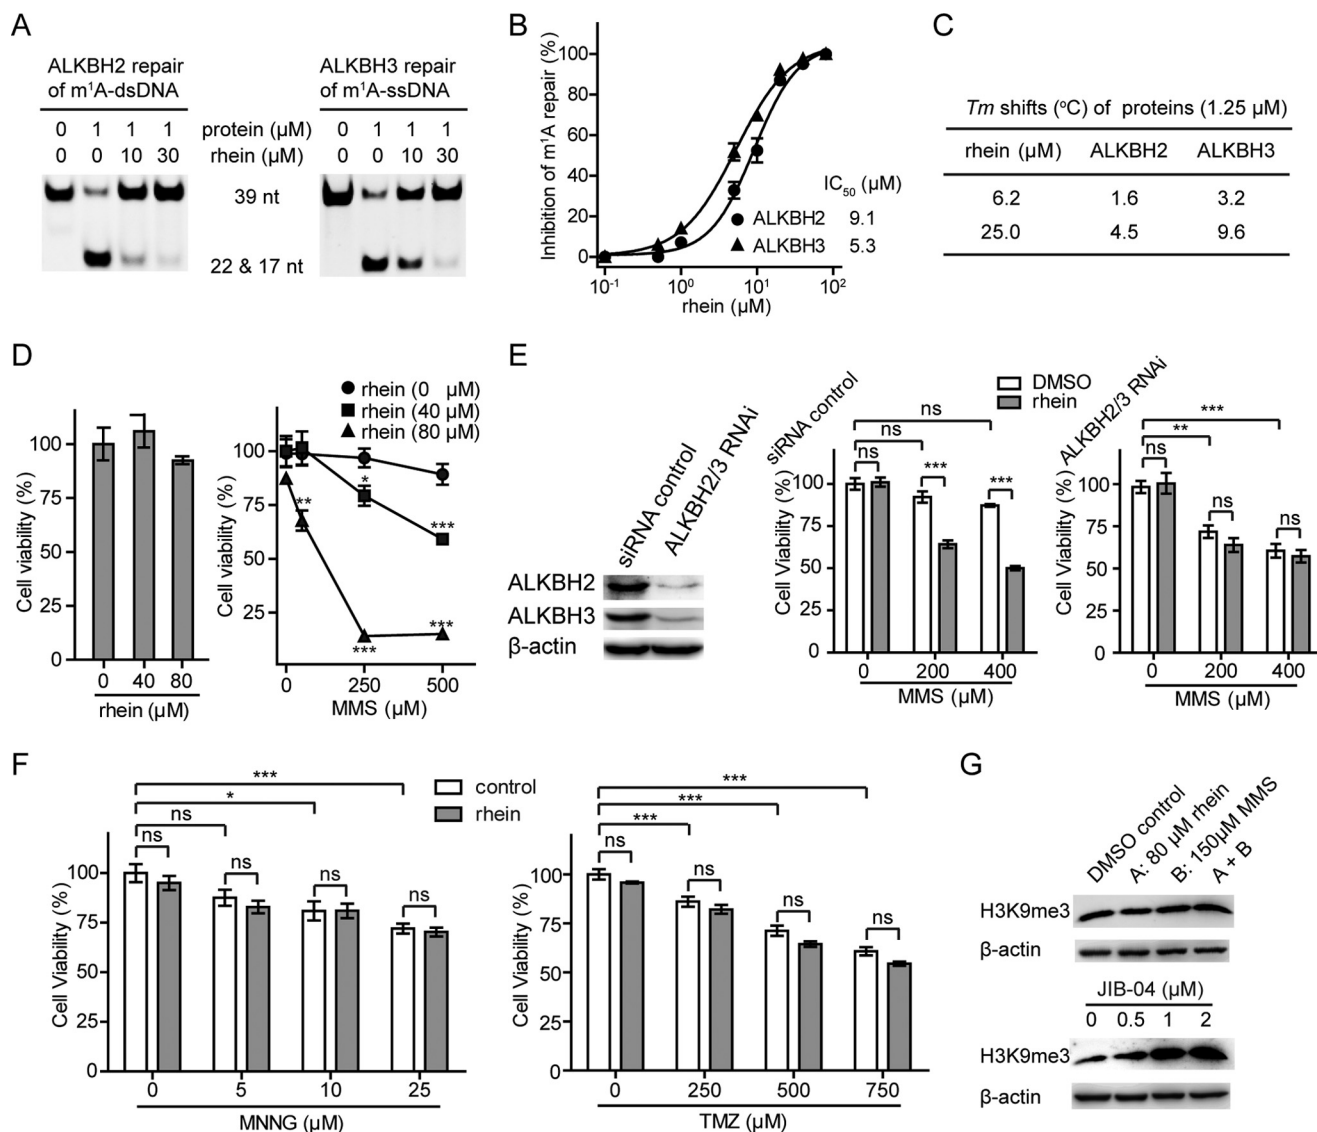 A
ALKBH2 repair
of m¹A-dsDNA
ALKBH3 repair
of m¹A-ssDNA
0 1 1 1 protein (µM) 0 1 1 1
0 0 10 30 rhein (µM) 0 0 10 30
39 nt
22 & 17 nt
B
Inhibition of m¹A repair (%)
100
80
60
40
20
0
10⁻¹ 10⁰ 10¹ 10²
rhein (µM)
IC₅₀ (µM)
ALKBH2 9.1
ALKBH3 5.3
C
Tm shifts (°C) of proteins (1.25 µM)
rhein (µM) ALKBH2 ALKBH3
6.2 1.6 3.2
25.0 4.5 9.6
D
Cell viability (%)
100
75
50
25
0
0 40 80
rhein (µM)
rhein (0 µM)
rhein (40 µM)
rhein (80 µM)
Cell viability (%)
100
75
50
25
** * *** *** ***
0 250 500
MMS (µM)
E
siRNA control
ALKBH2/3 RNAi
ALKBH2
ALKBH3
β-actin
DMSO
rhein
siRNA control
ns
ns
ns *** ***
Cell Viability (%)
100
75
50
25
0
0 200 400
MMS (µM)
ALKBH2/3 RNAi
***
**
ns ns ns
Cell Viability (%)
100
75
50
25
0
0 200 400
MMS (µM)
F
control
rhein
***
*
ns
ns ns ns ns
Cell Viability (%)
100
75
50
25
0
0 5 10 25
MNNG (µM)
***
***
***
ns ns ns ns
Cell Viability (%)
100
75
50
25
0
0 250 500 750
TMZ (µM)
G
DMSO control
A: 80 µM rhein
B: 150µM MMS
A + B
H3K9me3
β-actin
JIB-04 (µM)
0 0.5 1 2
H3K9me3
β-actin